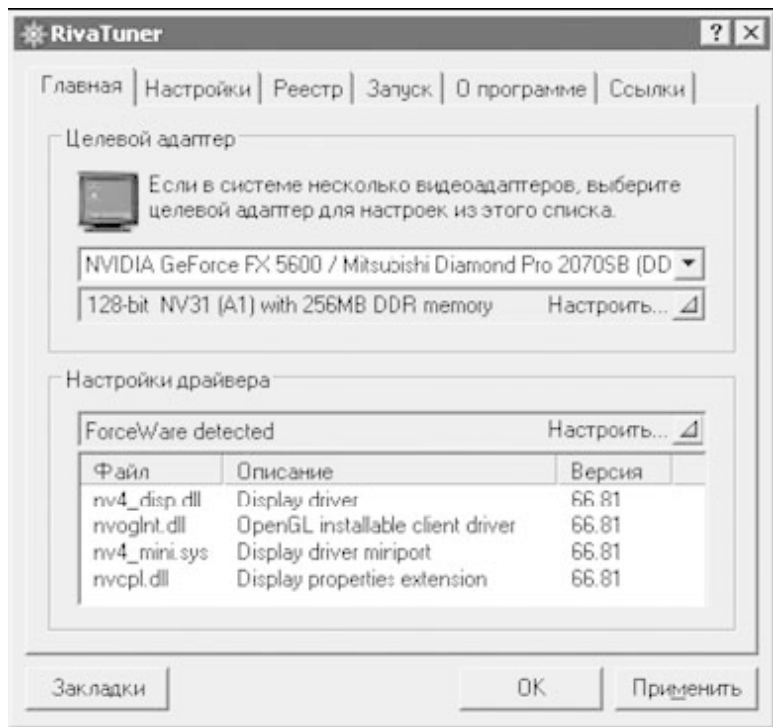 RivaTuner
Главная Настройки Реестр Запуск О программе Ссылки
Целевой адаптер
Если в системе несколько видеоадаптеров, выберите
целевой адаптер для настроек из этого списка.
NVIDIA GeForce FX 5600 / Mitsubishi Diamond Pro 2070SB (DD
128-bit NV31 (A1) with 256MB DDR memory Настроить...
Настройки драйвера
ForceWare detected Настроить...
Файл Описание Версия
nv4_disp.dll Display driver 66.81
nvoglnt.dll OpenGL installable client driver 66.81
nv4_mini.sys Display driver miniport 66.81
nvcpl.dll Display properties extension 66.81
Закладки OK Применить